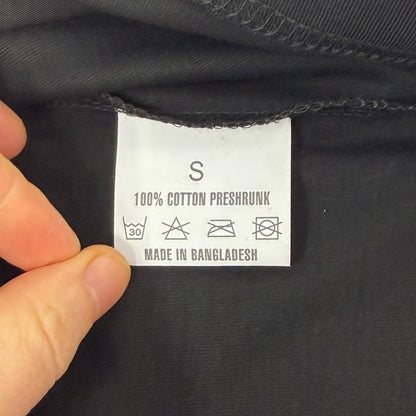 S
100% COTTON PRESHRUNK
30
MADE IN BANGLADESH